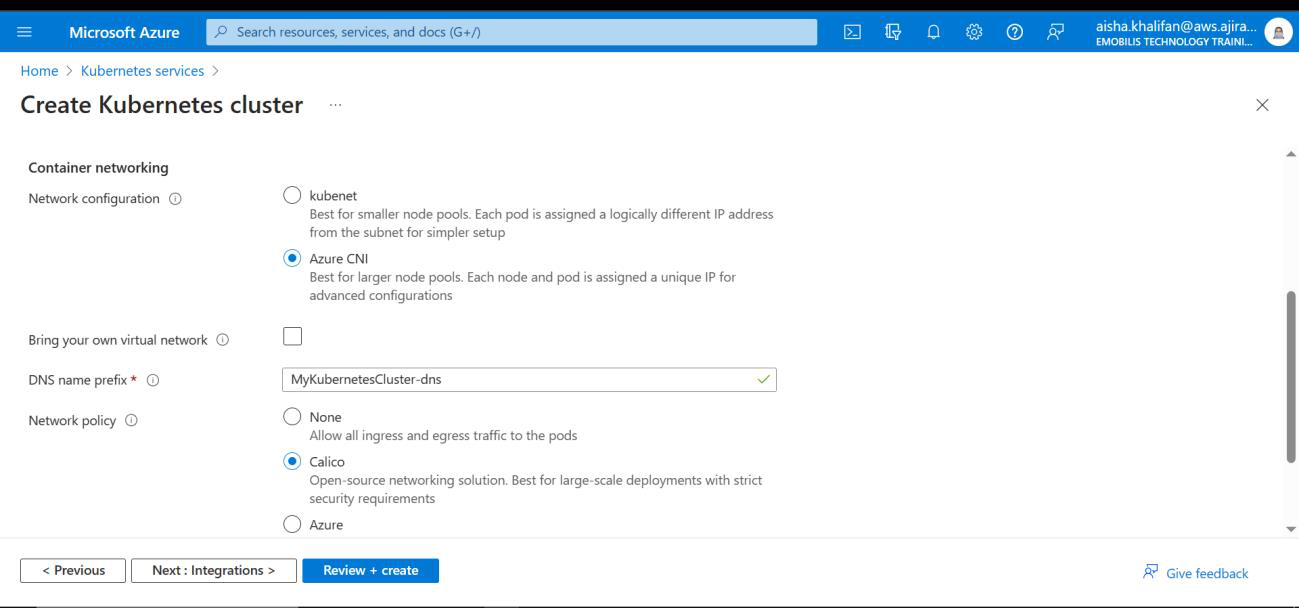 Microsoft Azure
Search resources, services, and docs (G+/)
aisha.khalifan@aws.ajira...
EMOBILIS TECHNOLOGY TRAINI...
Home > Kubernetes services >
Create Kubernetes cluster ...
Container networking
Network configuration
kubenet
Best for smaller node pools. Each pod is assigned a logically different IP address
from the subnet for simpler setup
Azure CNI
Best for larger node pools. Each node and pod is assigned a unique IP for
advanced configurations
Bring your own virtual network
DNS name prefix *
MyKubernetesCluster-dns
Network policy
None
Allow all ingress and egress traffic to the pods
Calico
Open-source networking solution. Best for large-scale deployments with strict
security requirements
Azure
< Previous
Next : Integrations >
Review + create
Give feedback